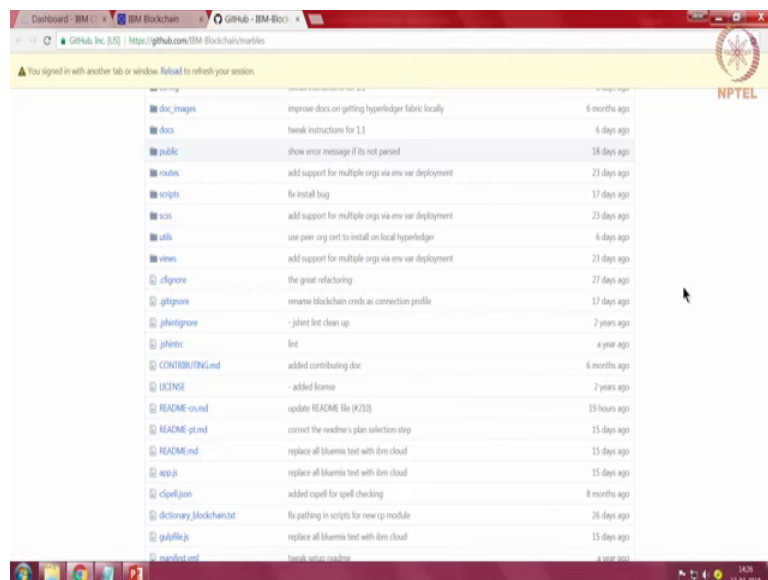 Dashboard - IBM C × IBM Blockchain × GitHub - IBM-Block ×
GitHub, Inc. [US] | https://github.com/IBM-Blockchain/marbles
You signed in with another tab or window. Reload to refresh your session.
NPTEL
doc_images improve docs on getting hyperledger fabric locally 6 months ago
docs tweak instructions for 1.1 6 days ago
public show error message if its not parsed 18 days ago
routes add support for multiple orgs via env var deployment 23 days ago
scripts fix install bug 17 days ago
scss add support for multiple orgs via env var deployment 23 days ago
utils use peer org cert to install on local hyperledger 6 days ago
views add support for multiple orgs via env var deployment 23 days ago
.cfignore the great refactoring 27 days ago
.gitignore rename blockchain creds as connection profile 17 days ago
.jshintignore - jshint lint clean up 2 years ago
.jshintrc lint a year ago
CONTRIBUTING.md added contributing doc 6 months ago
LICENSE - added license 2 years ago
README-cn.md update README file (#210) 19 hours ago
README-pt.md correct the readme's plan selection step 15 days ago
README.md replace all bluemix text with ibm cloud 15 days ago
app.js replace all bluemix text with ibm cloud 15 days ago
cSpell.json added cspell for spell checking 8 months ago
dictionary_blockchain.txt fix pathing in scripts for new cp module 26 days ago
gulpfile.js replace all bluemix text with ibm cloud 15 days ago
manifest.yml tweak setup readme a year ago
14:26